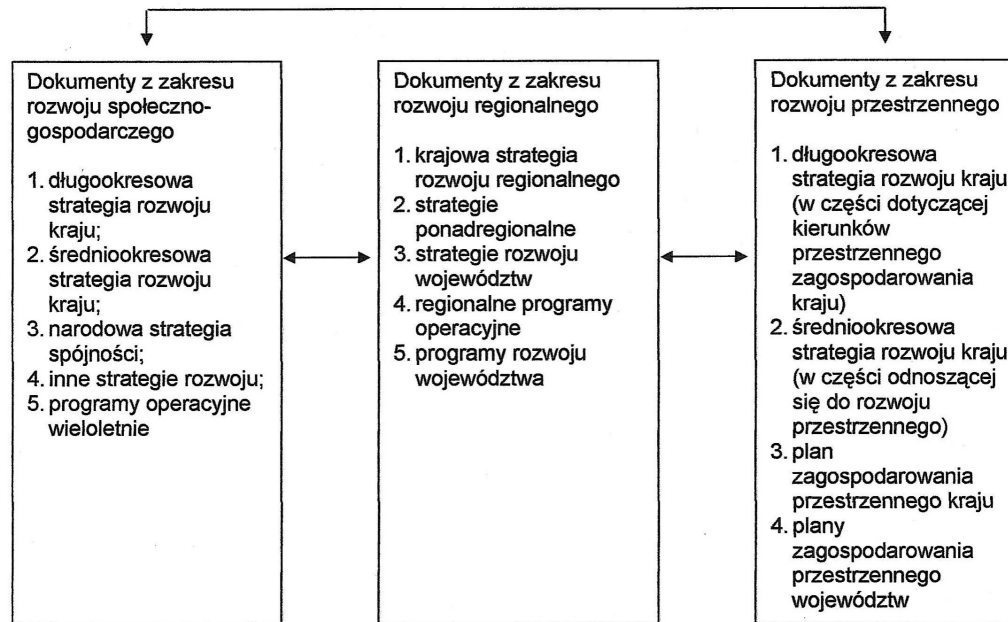 Dokumenty z zakresu
rozwoju społeczno-
gospodarczego
1. długookresowa
strategia rozwoju
kraju;
2. średniookresowa
strategia rozwoju
kraju;
3. narodowa strategia
spójności;
4. inne strategie rozwoju;
5. programy operacyjne
wieloletnie
Dokumenty z zakresu
rozwoju regionalnego
1. krajowa strategia
rozwoju regionalnego
2. strategie
ponadregionalne
3. strategie rozwoju
województw
4. regionalne programy
operacyjne
5. programy rozwoju
województwa
Dokumenty z zakresu
rozwoju przestrzennego
1. długookresowa
strategia rozwoju kraju
(w części dotyczącej
kierunków
przestrzennego
zagospodarowania
kraju)
2. średniookresowa
strategia rozwoju kraju
(w części odnoszącej
się do rozwoju
przestrzennego)
3. plan
zagospodarowania
przestrzennego kraju
4. plany
zagospodarowania
przestrzennego
województw